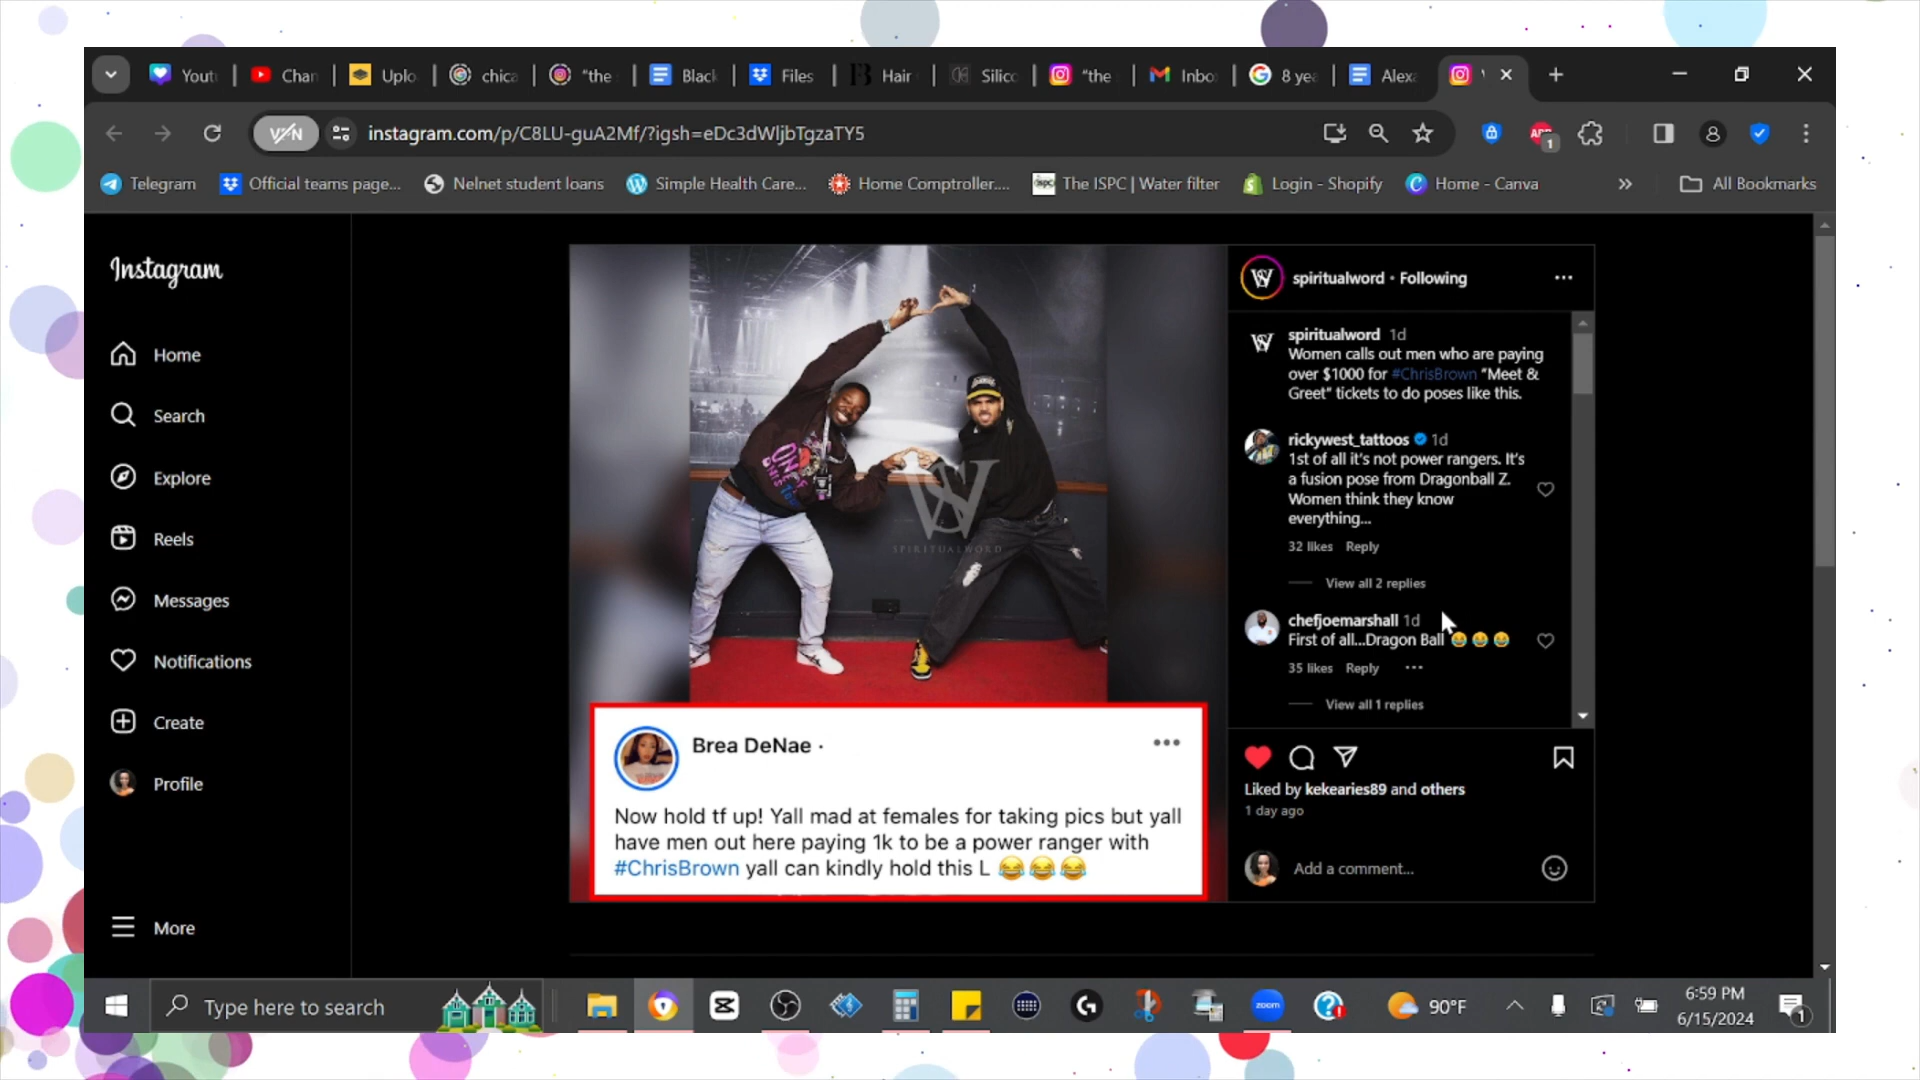 Yout
Chan
Uplo
chica
"the
Black
Files
Hair
Silico
"the
Inbo
8 yea
Alexa
instagram.com/p/C8LU-guA2Mf/?igsh=eDc3dWljbTgzaTY5
1
Telegram
Official teams page...
Nelnet student loans
Simple Health Care...
Home Comptroller....
The ISPC | Water filter
Login - Shopify
Home - Canva
All Bookmarks
Instagram
Home
Search
Explore
Reels
Messages
Notifications
Create
Profile
More
SPIRITUALWORD
Brea DeNae ·
Now hold tf up! Yall mad at females for taking pics but yall
have men out here paying 1k to be a power ranger with
#ChrisBrown yall can kindly hold this L 😂😂😂
spiritualword • Following
spiritualword 1d
Women calls out men who are paying
over $1000 for #ChrisBrown "Meet &
Greet" tickets to do poses like this.
rickywest_tattoos 1d
1st of all it's not power rangers. It's
a fusion pose from Dragonball Z.
Women think they know
everything...
32 likes Reply
View all 2 replies
chefjoemarshall 1d
First of all...Dragon Ball 😂😂😂
35 likes Reply
View all 1 replies
Liked by kekearies89 and others
1 day ago
Add a comment...
Type here to search
zoom
90°F
6:59 PM
6/15/2024
1